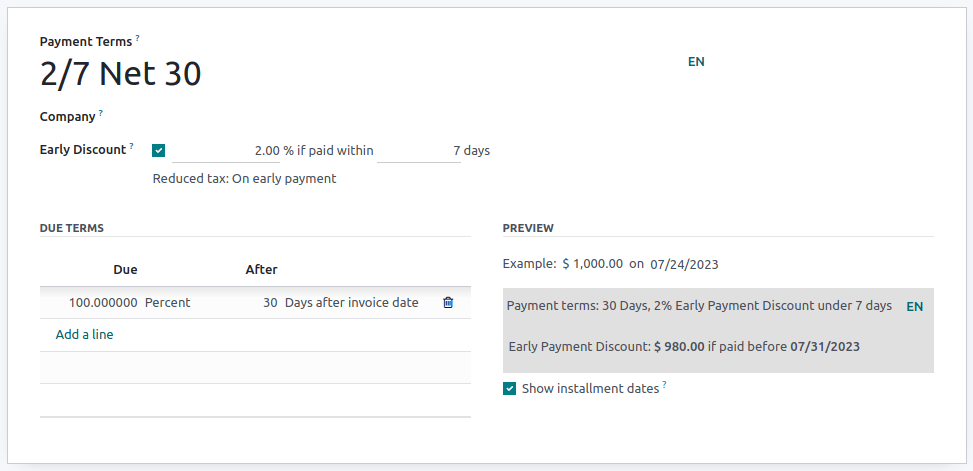 Payment Terms ?
2/7 Net 30
EN
Company ?
Early Discount ? 2.00 % if paid within 7 days
Reduced tax: On early payment
DUE TERMS
Due After
100.000000 Percent 30 Days after invoice date
Add a line
PREVIEW
Example: $ 1,000.00 on 07/24/2023
Payment terms: 30 Days, 2% Early Payment Discount under 7 days EN
Early Payment Discount: $ 980.00 if paid before 07/31/2023
Show installment dates ?